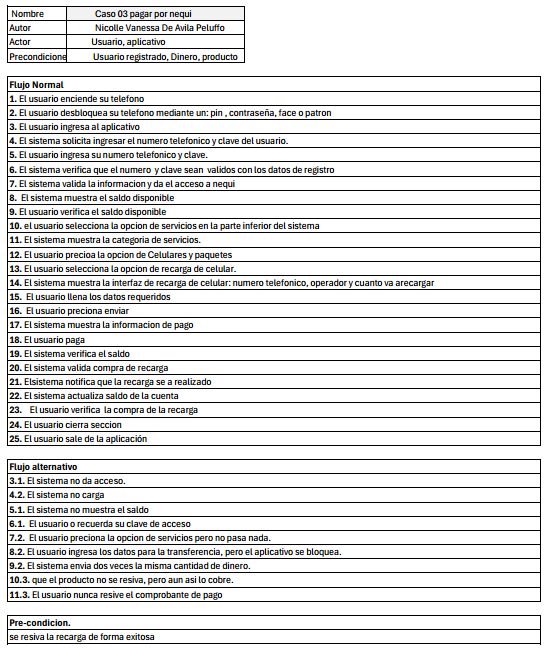 Nombre Caso 03 pagar por nequi
Autor Nicolle Vanessa De Avila Peluffo
Actor Usuario, aplicativo
Precondicione Usuario registrado, Dinero, producto
Flujo Normal
1. El usuario enciende su telefono
2. El usuario desbloquea su telefono mediante un: pin , contraseña, face o patron
3. El usuario ingresa al aplicativo
4. El sistema solicita ingresar el numero telefonico y clave del usuario.
5. El usuario ingresa su numero telefonico y clave.
6. El sistema verifica que el numero y clave sean validos con los datos de registro
7. El sistema valida la informacion y da el acceso a nequi
8. El sistema muestra el saldo disponible
9. El usuario verifica el saldo disponible
10. el usuario selecciona la opcion de servicios en la parte inferior del sistema
11. El sistema muestra la categoria de servicios.
12. El usuario precioa la opcion de Celulares y paquetes
13. El usuario selecciona la opcion de recarga de celular.
14. El sistema muestra la interfaz de recarga de celular: numero telefonico, operador y cuanto va arecargar
15. El usuario llena los datos requeridos
16. El usuario preciona enviar
17. El sistema muestra la informacion de pago
18. El usuario paga
19. El sistema verifica el saldo
20. El sistema valida compra de recarga
21. Elsistema notifica que la recarga se a realizado
22. El sistema actualiza saldo de la cuenta
23. El usuario verifica la compra de la recarga
24. El usuario cierra seccion
25. El usuario sale de la aplicación
Flujo alternativo
3.1. El sistema no da acceso.
4.2. El sistema no carga
5.1. El sistema no muestra el saldo
6.1. El usuario o recuerda su clave de acceso
7.2. El usuario preciona la opcion de servicios pero no pasa nada.
8.2. El usuario ingresa los datos para la transferencia, pero el aplicativo se bloquea.
9.2. El sistema envia dos veces la misma cantidad de dinero.
10.3. que el producto no se resiva, pero aun asi lo cobre.
11.3. El usuario nunca resive el comprobante de pago
Pre-condicion.
se resiva la recarga de forma exitosa